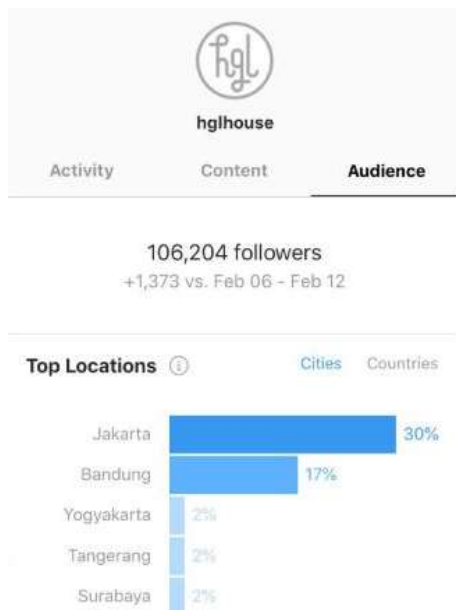 hgl
hglhouse
Activity Content Audience
106,204 followers
+1,373 vs. Feb 06 - Feb 12
Top Locations Cities Countries
Jakarta 30%
Bandung 17%
Yogyakarta 2%
Tangerang 2%
Surabaya 2%